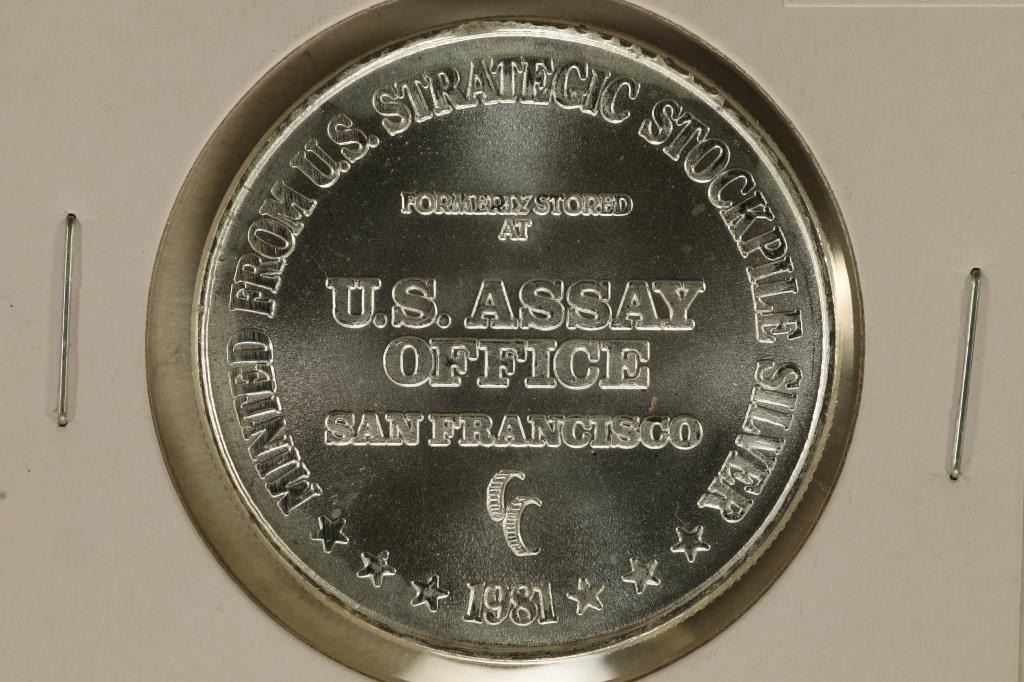 MINTED FROM U.S. STRATEGIC STOCKPILE SILVER
FORMERLY STORED
AT
U.S. ASSAY
OFFICE
SAN FRANCISCO
1981